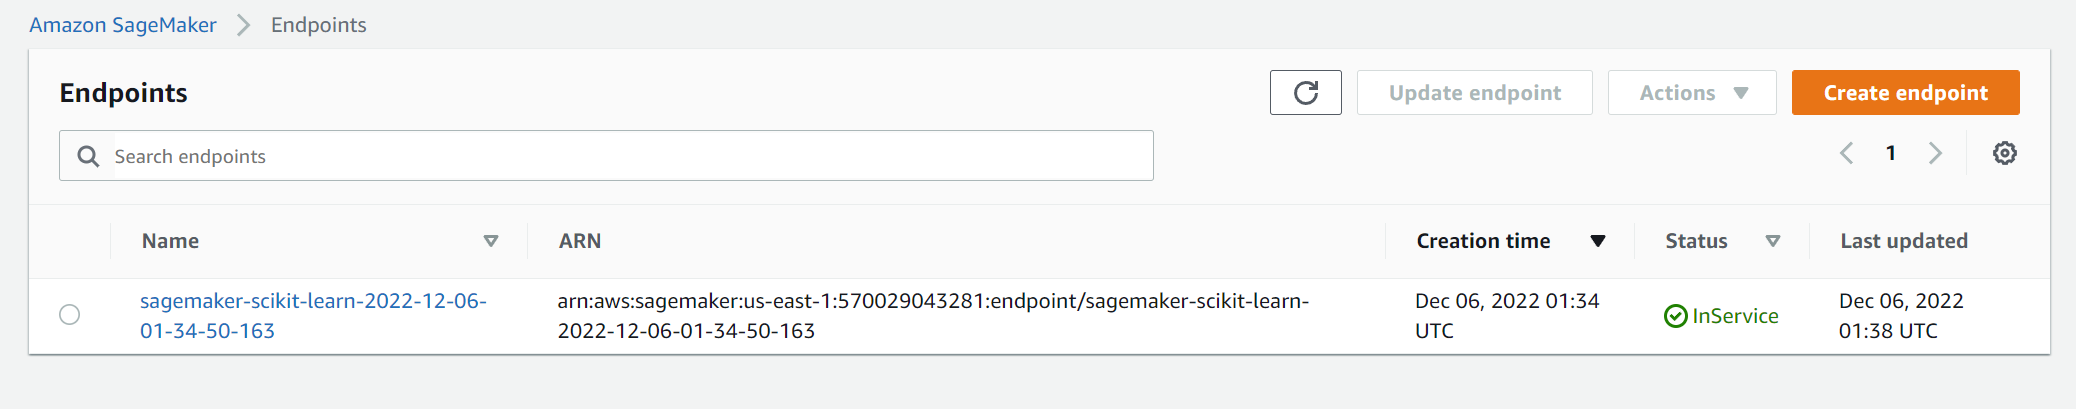 Amazon SageMaker > Endpoints
Endpoints
Update endpoint
Actions
Create endpoint
Search endpoints
1
Name
ARN
Creation time
Status
Last updated
sagemaker-scikit-learn-2022-12-06-
01-34-50-163
arn:aws:sagemaker:us-east-1:570029043281:endpoint/sagemaker-scikit-learn-
2022-12-06-01-34-50-163
Dec 06, 2022 01:34
UTC
InService
Dec 06, 2022
01:38 UTC